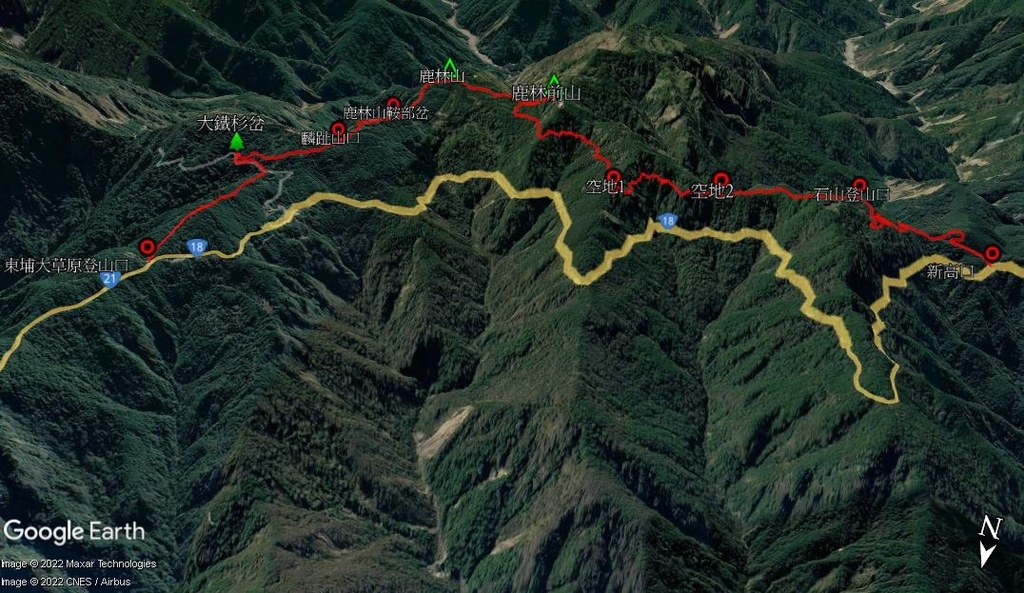 鹿林山
鹿林前山
鹿林山鞍部岔
大鐵杉岔
麟趾山口
空地1
空地2
石山登山口
18
18
新高口
東埔大草原登山口
21
Google Earth
N
Image © 2022 Maxar Technologies
Image © 2022 CNES / Airbus